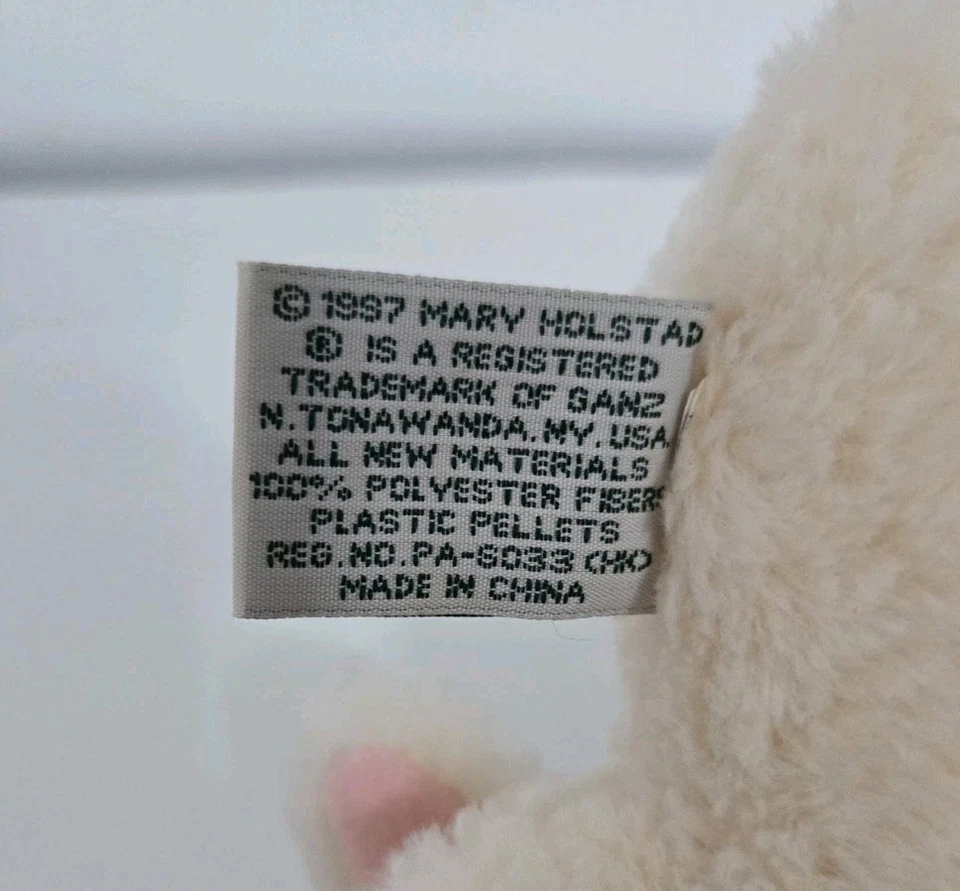 © 1997 MARY HOLSTAD
® IS A REGISTERED
TRADEMARK OF GANZ
N.TONAWANDA, NY. USA
ALL NEW MATERIALS
100% POLYESTER FIBERS
PLASTIC PELLETS
REG.NO.PA-6033 (HK)
MADE IN CHINA